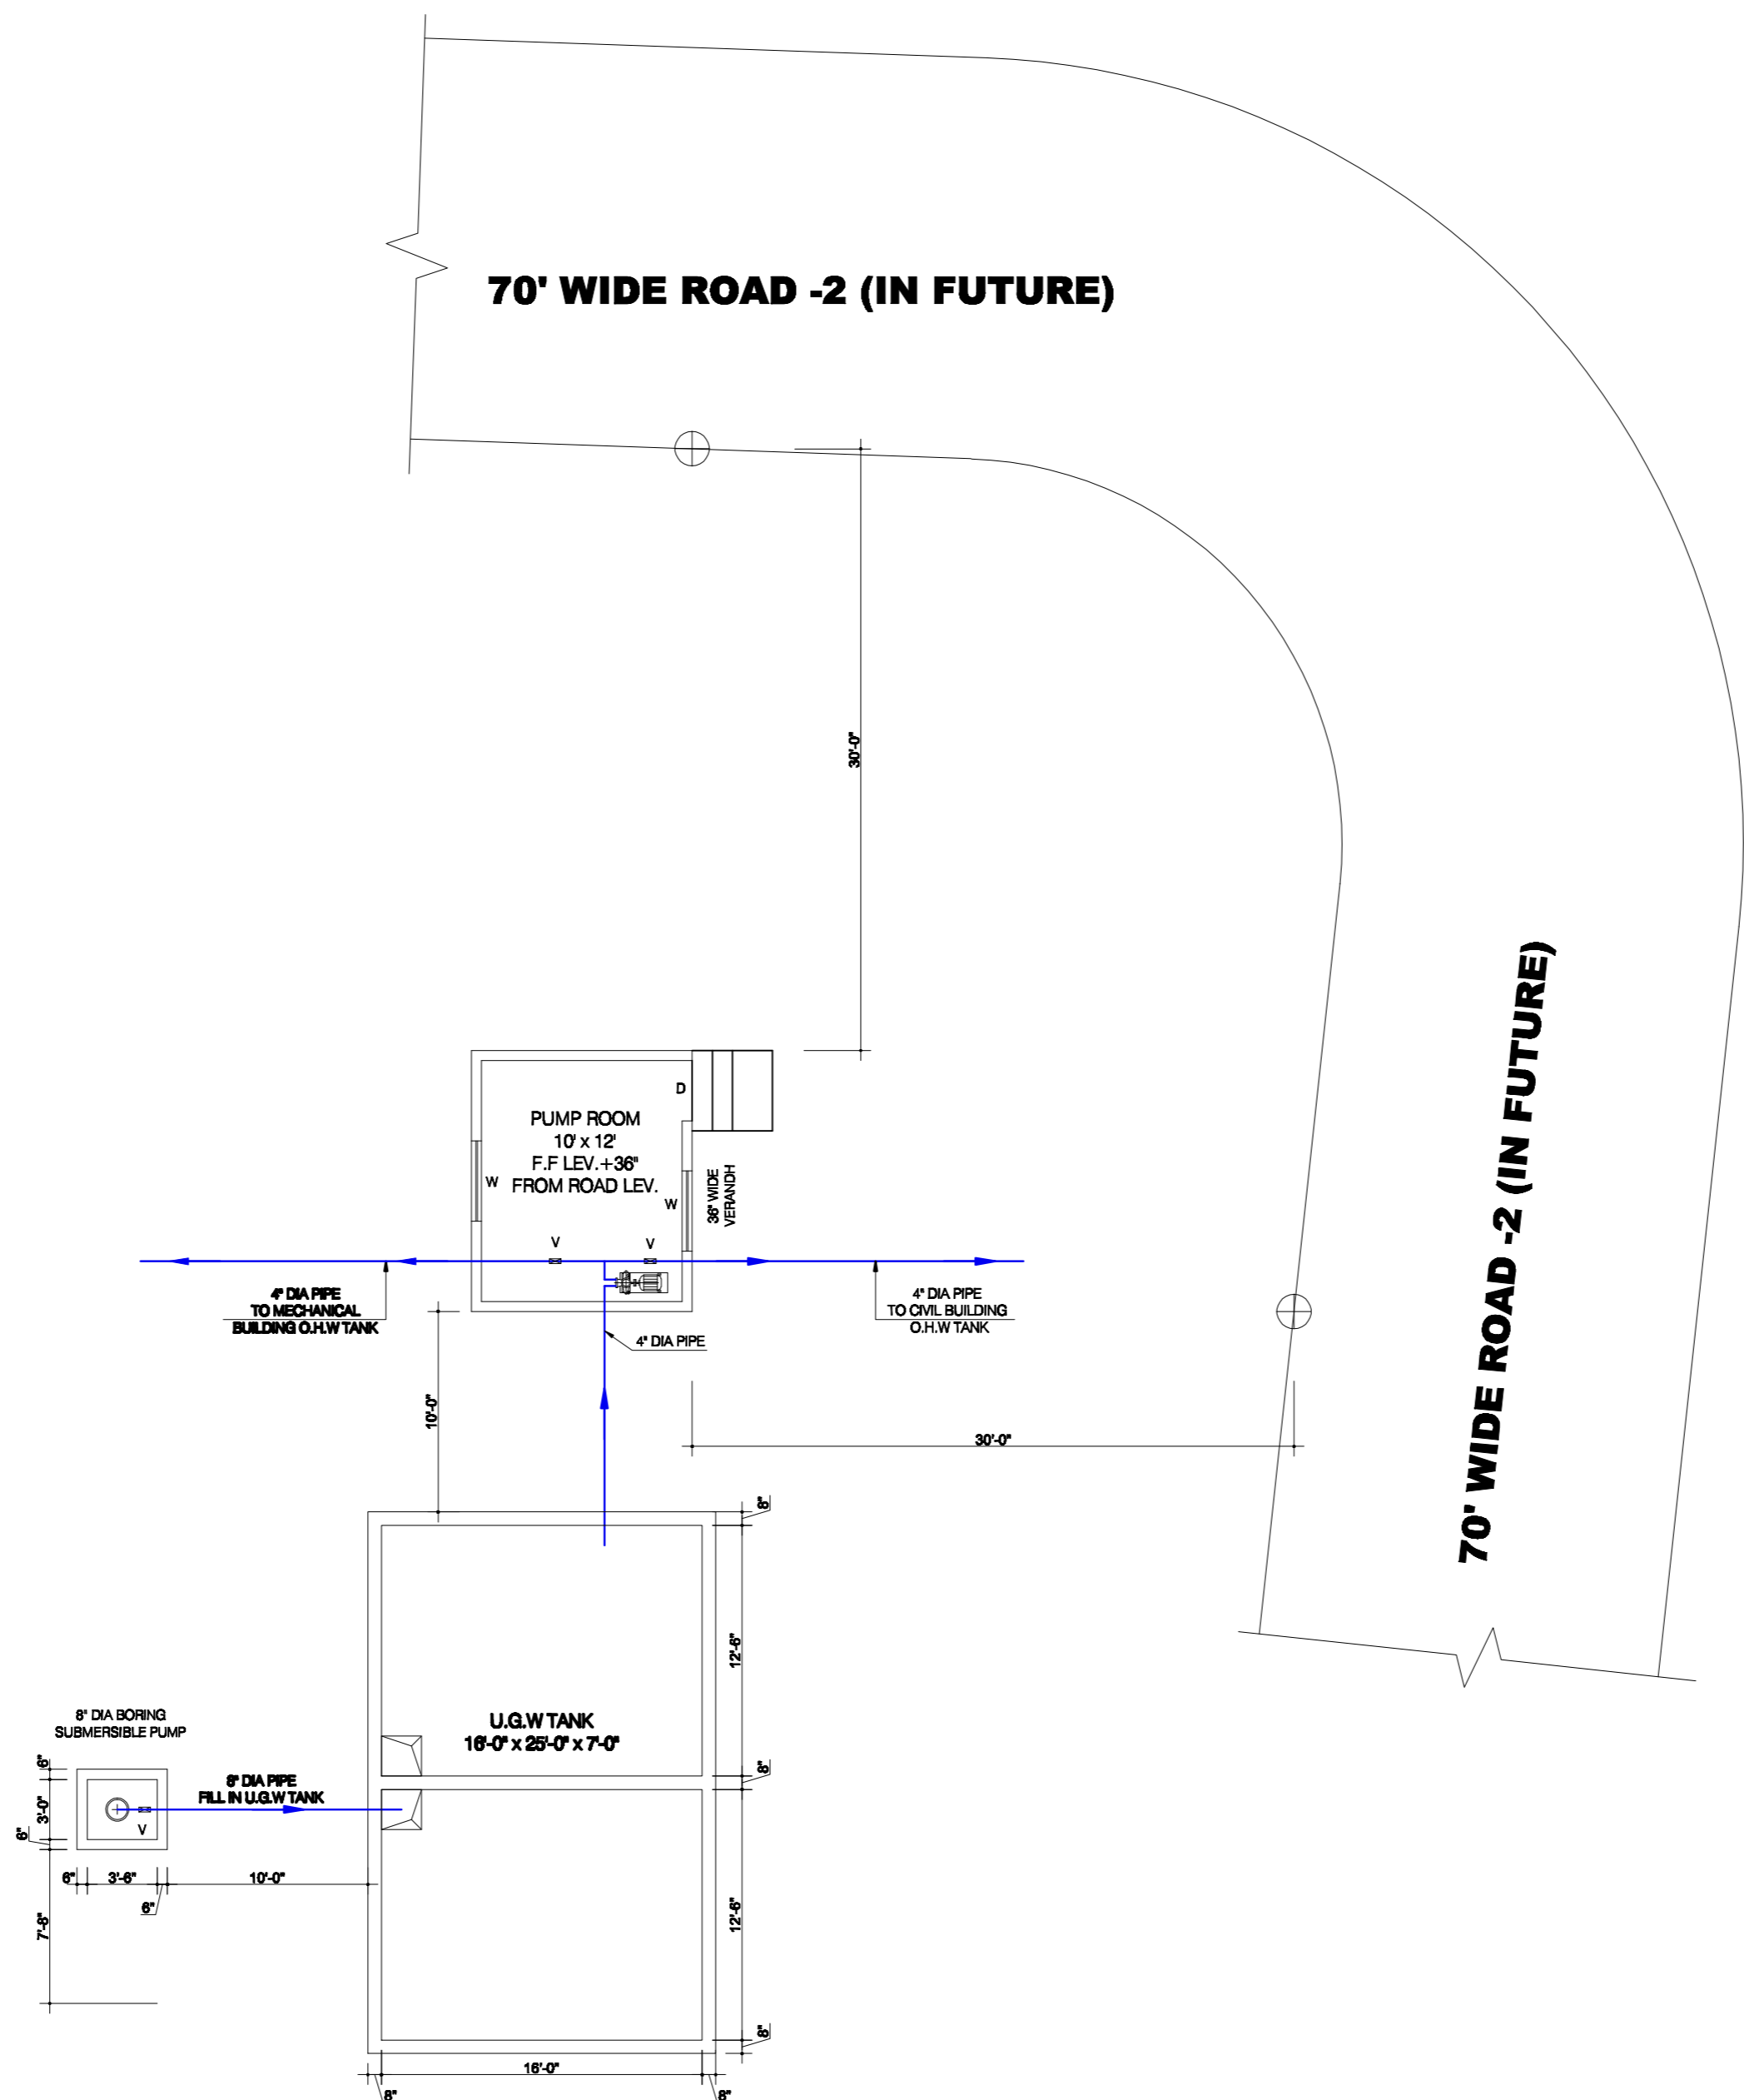 70' WIDE ROAD -2 (IN FUTURE)
30'-0"
70' WIDE ROAD -2 (IN FUTURE)
D
PUMP ROOM
10' x 12'
F.F LEV.+36"
FROM ROAD LEV.
W
W
36" WIDE
VERANDH
V
V
4" DIA PIPE
TO MECHANICAL
BUILDING O.H.W TANK
4" DIA PIPE
TO CIVIL BUILDING
O.H.W TANK
4" DIA PIPE
10'-0"
30'-0"
8"
12'-6"
U.G.W TANK
16'-0" x 25'-0" x 7'-0"
8" DIA BORING
SUBMERSIBLE PUMP
6"
8"
8" DIA PIPE
FILL IN U.G.W TANK
3'-0"
V
6"
6"
3'-6"
10'-0"
6"
7'-8"
12'-6"
8"
16'-0"
8"
8"